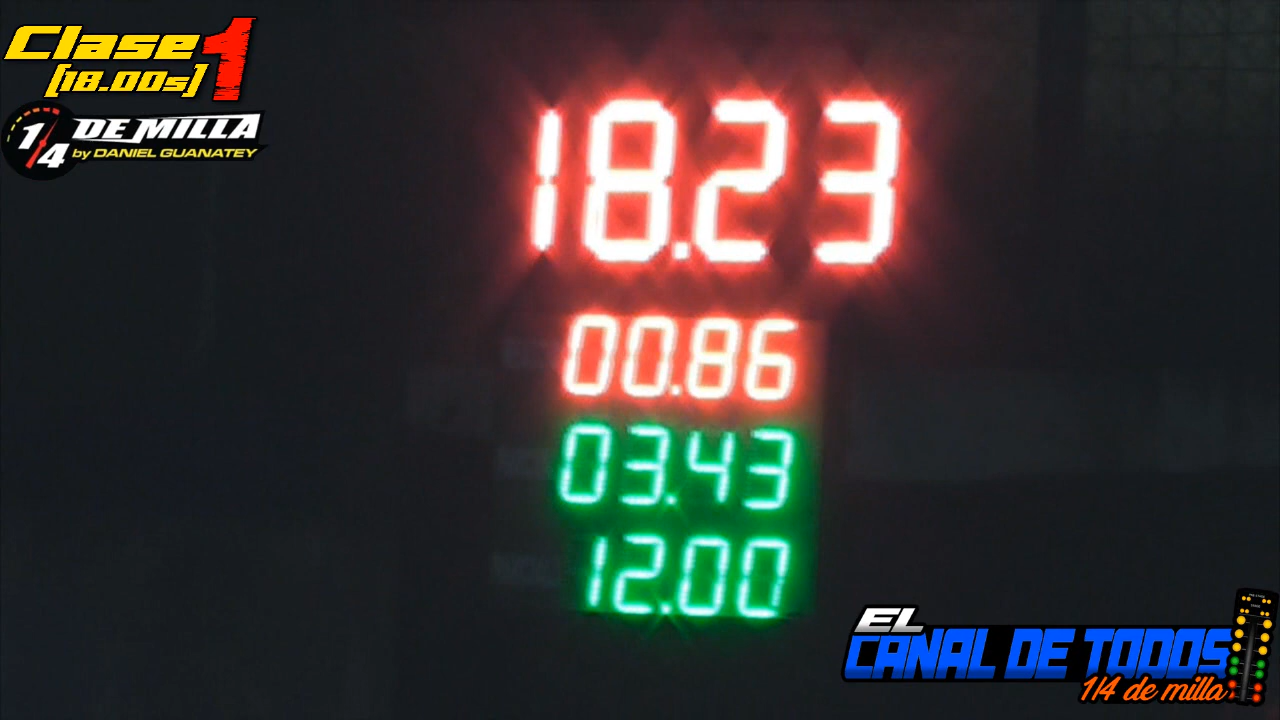 Clase 1
[18.00s]
1/4 DE MILLA
by DANIEL GUANATEY
18.23
00.86
03.43
12.00
EL
CANAL DE TODOS
1/4 de milla